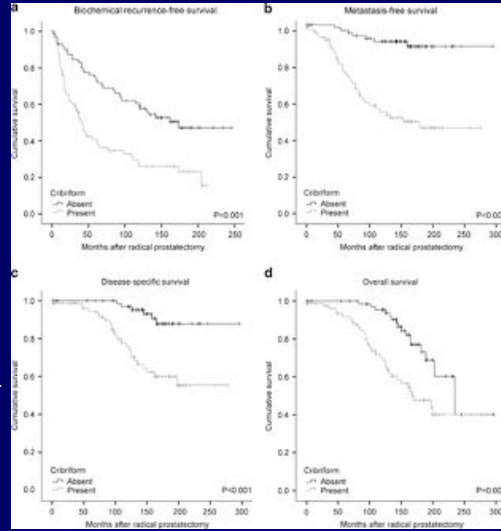 a
Biochemical recurrence-free survival
1.0
0.8
0.6
0.4
0.2
0.0
Cumulative survival
Cribriform
Absent
Present
P<0.001
0 50 100 150 200 250
Months after radical prostatectomy
b
Metastasis-free survival
1.0
0.8
0.6
0.4
0.2
0.0
Cumulative survival
Cribriform
Absent
Present
P<0.00
0 50 100 150 200 250 300
Months after radical prostatectomy
c
Disease-specific survival
1.0
0.8
0.6
0.4
0.2
0.0
Cumulative survival
Cribriform
Absent
Present
P<0.001
0 50 100 150 200 250 300
Months after radical prostatectomy
d
Overall survival
1.0
0.8
0.6
0.4
0.2
0.0
Cumulative survival
Cribriform
Absent
Present
P<0.00
0 50 100 150 200 250 300
Months after radical prostatectomy